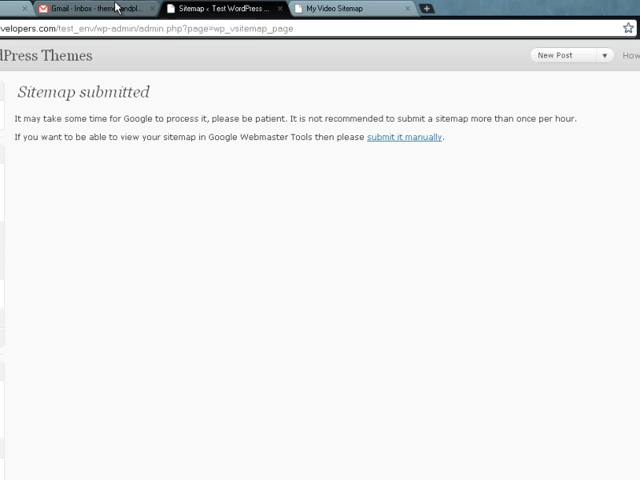 Gmail - Inbox - them
Sitemap ‹ Test WordPress ...
My Video Sitemap
velopers.com/test_env/wp-admin/admin.php?page=wp_vsitemap_page
Press Themes
New Post
How
Sitemap submitted
It may take some time for Google to process it, please be patient. It is not recommended to submit a sitemap more than once per hour.
If you want to be able to view your sitemap in Google Webmaster Tools then please submit it manually.